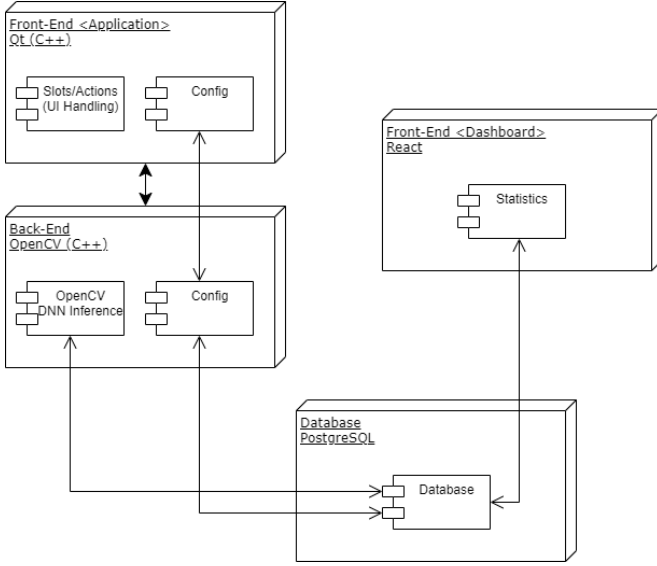 Front-End <Application>
Qt (C++)
Slots/Actions
(UI Handling)
Config
Front-End <Dashboard>
React
Statistics
Back-End
OpenCV (C++)
OpenCV
DNN Inference
Config
Database
PostgreSQL
Database